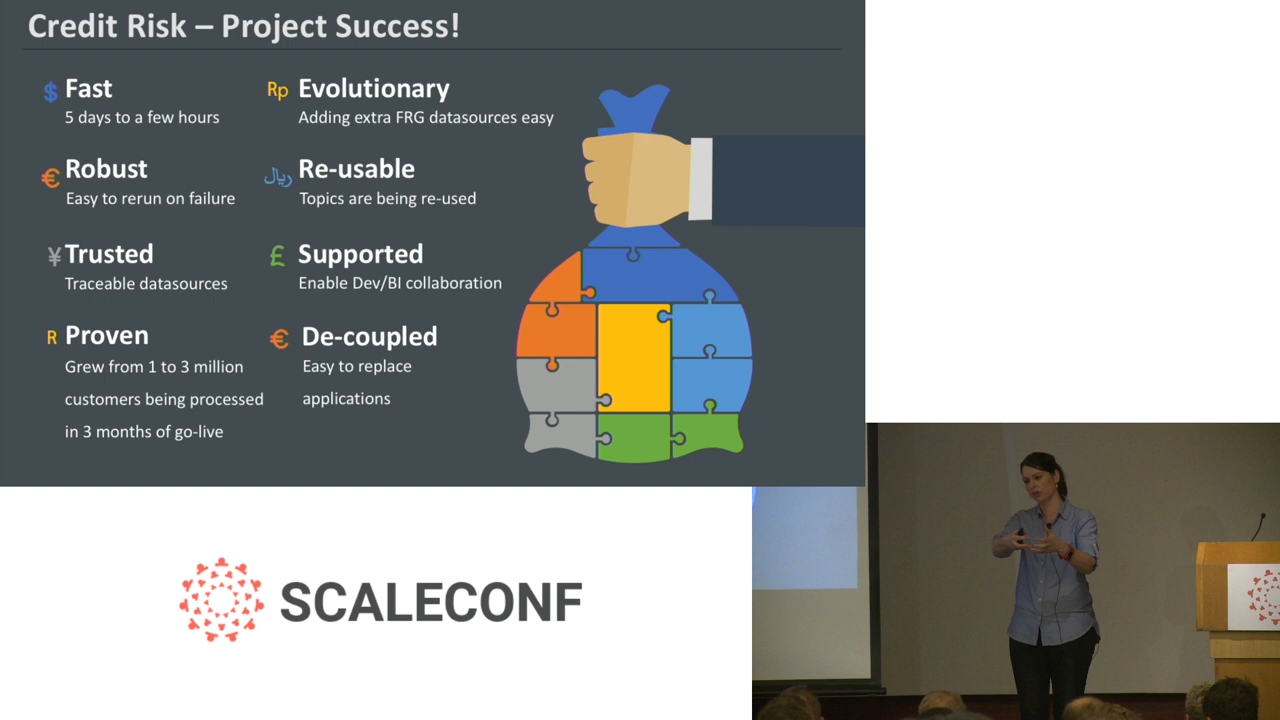 Credit Risk – Project Success!
$ Fast
5 days to a few hours
€ Robust
Easy to rerun on failure
¥ Trusted
Traceable datasources
R Proven
Grew from 1 to 3 million
customers being processed
in 3 months of go-live
Rp Evolutionary
Adding extra FRG datasources easy
ريال Re-usable
Topics are being re-used
£ Supported
Enable Dev/BI collaboration
€ De-coupled
Easy to replace
applications
SCALECONF